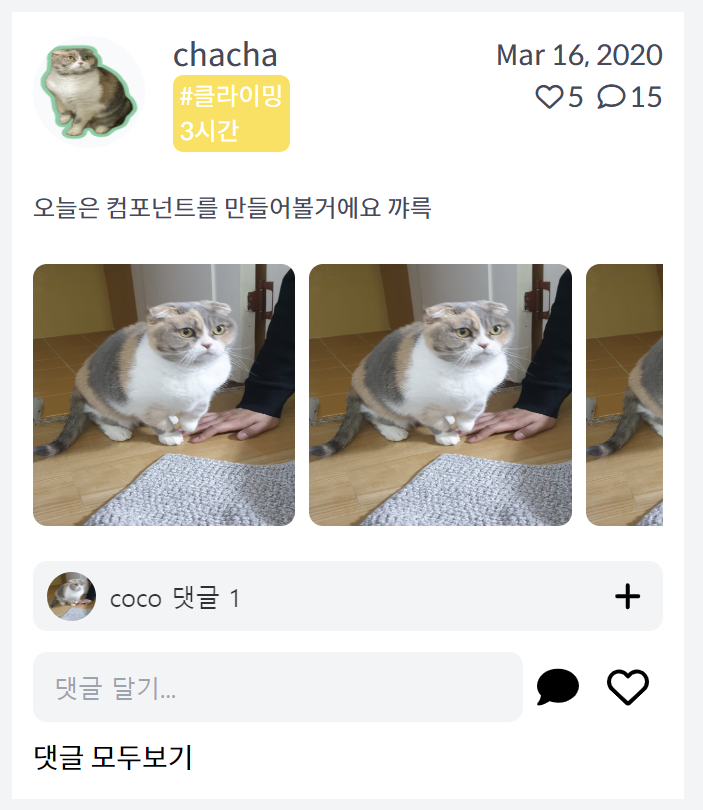 chacha
Mar 16, 2020
#클라이밍
3시간
5 15
오늘은 컴포넌트를 만들어볼거에요 꺄륵
coco 댓글 1
댓글 달기...
댓글 모두보기